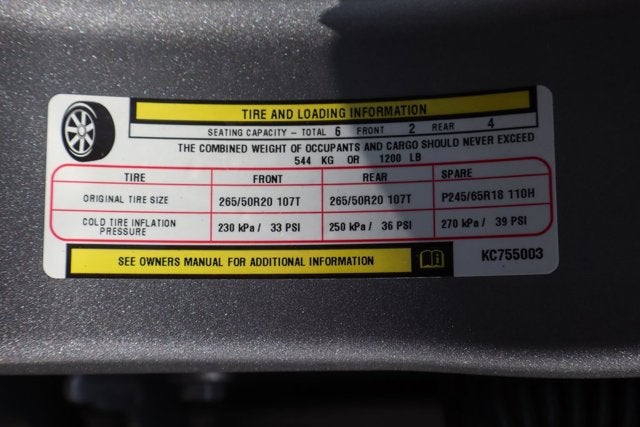 TIRE AND LOADING INFORMATION
SEATING CAPACITY - TOTAL 6 FRONT 2 REAR 4
THE COMBINED WEIGHT OF OCCUPANTS AND CARGO SHOULD NEVER EXCEED
544 KG OR 1200 LB
TIRE FRONT REAR SPARE
ORIGINAL TIRE SIZE 265/50R20 107T 265/50R20 107T P245/65R18 110H
COLD TIRE INFLATION
PRESSURE 230 kPa / 33 PSI 250 kPa / 36 PSI 270 kPa / 39 PSI
SEE OWNERS MANUAL FOR ADDITIONAL INFORMATION KC755003